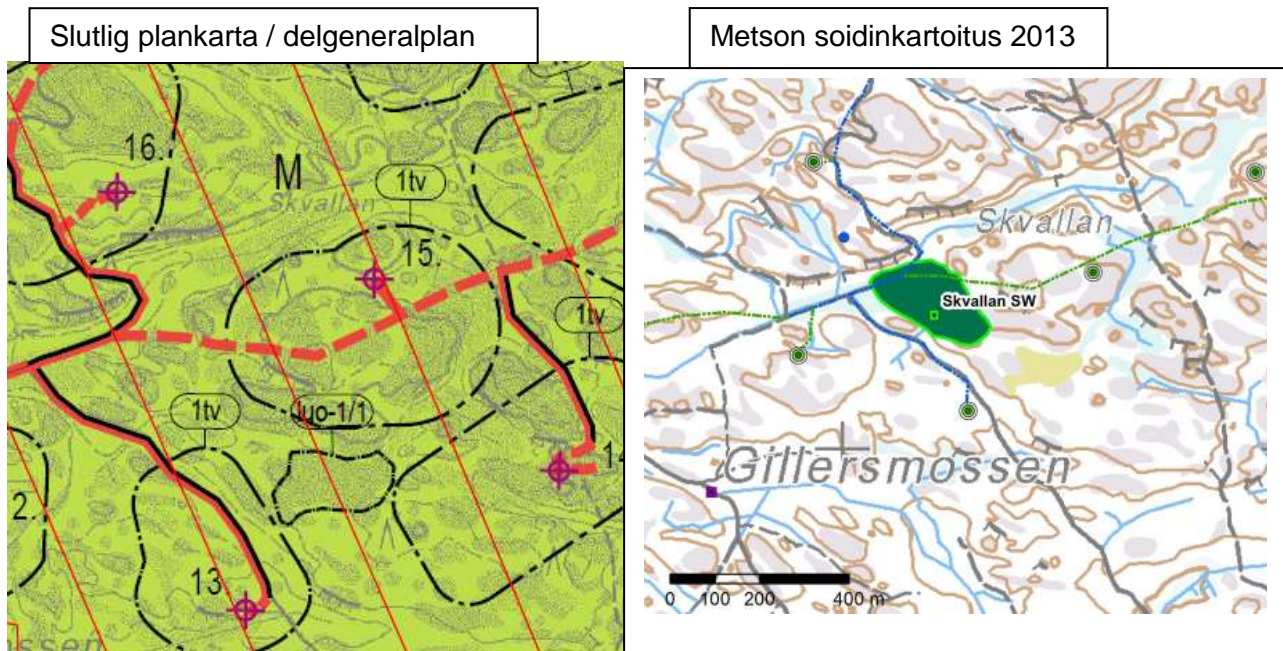 Slutlig plankarta / delgeneralplan
Metson soidinkartoitus 2013
16.
M
1tv
Skvallan
15.
1tv
1tv
luo-1/1
2.
14
13
ossen
Skvallan
Skvallan SW
Gillersmossen
0 100 200 400 m